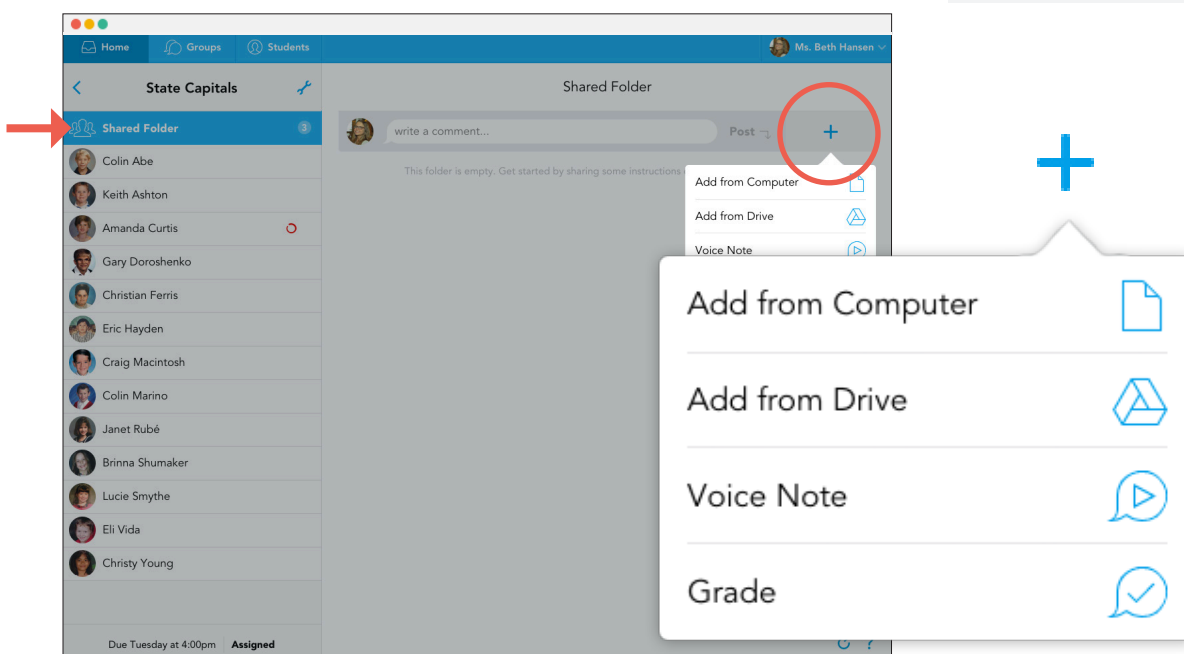 Home Groups Students Ms. Beth Hansen
State Capitals
Shared Folder
Shared Folder 3
write a comment... Post +
Colin Abe
This folder is empty. Get started by sharing some instructions
Add from Computer
Keith Ashton
Add from Drive
Amanda Curtis
Voice Note
Gary Doroshenko
Christian Ferris
Eric Hayden
Craig Macintosh
Colin Marino
Janet Rubé
Brinna Shumaker
Lucie Smythe
Eli Vida
Christy Young
Due Tuesday at 4:00pm Assigned
?
+
Add from Computer
Add from Drive
Voice Note
Grade